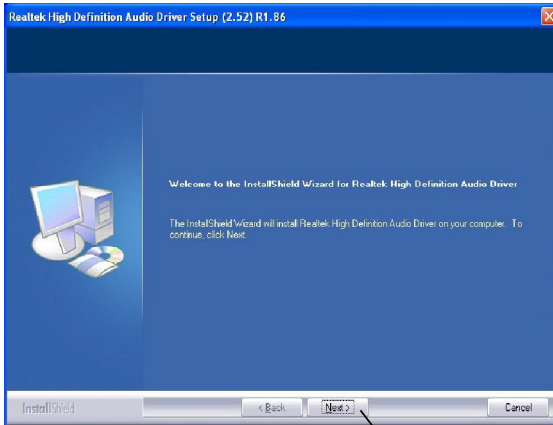 Realtek High Definition Audio Driver Setup (2.52) R1.86
Welcome to the InstallShield Wizard for Realtek High Definition Audio Driver
The InstallShield Wizard will install Realtek High Definition Audio Driver on your computer. To
continue, click Next.
InstallShield
< Back
Next >
Cancel